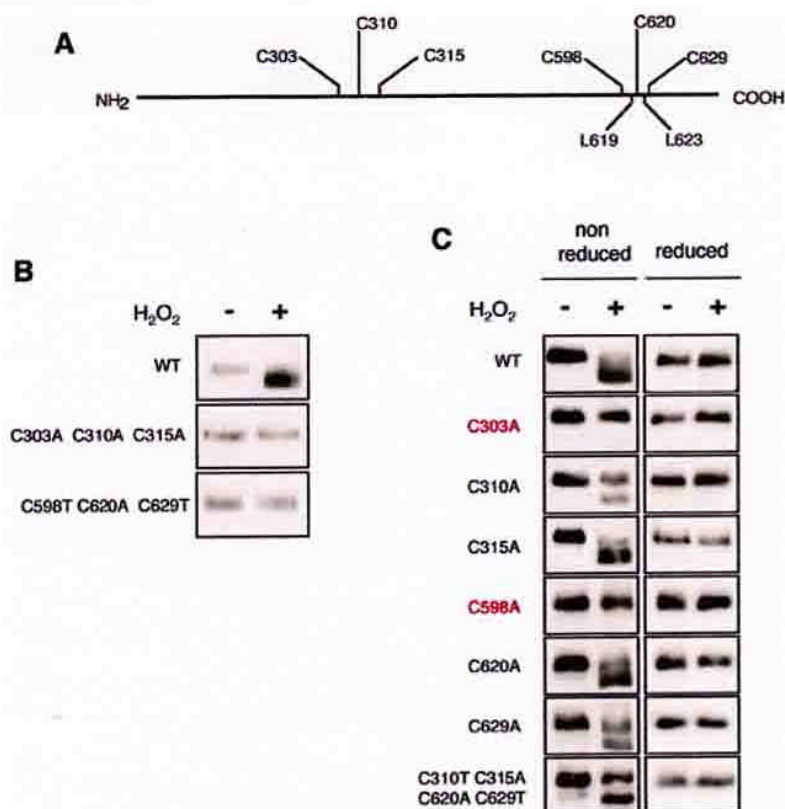 A
C310
C620
C303
C315
C598
C629
NH2
COOH
L619
L623
B
H2O2 - +
WT
C303A C310A C315A
C598T C620A C629T
C
non
reduced
reduced
H2O2 - + - +
WT
C303A
C310A
C315A
C598A
C620A
C629A
C310T C315A
C620A C629T